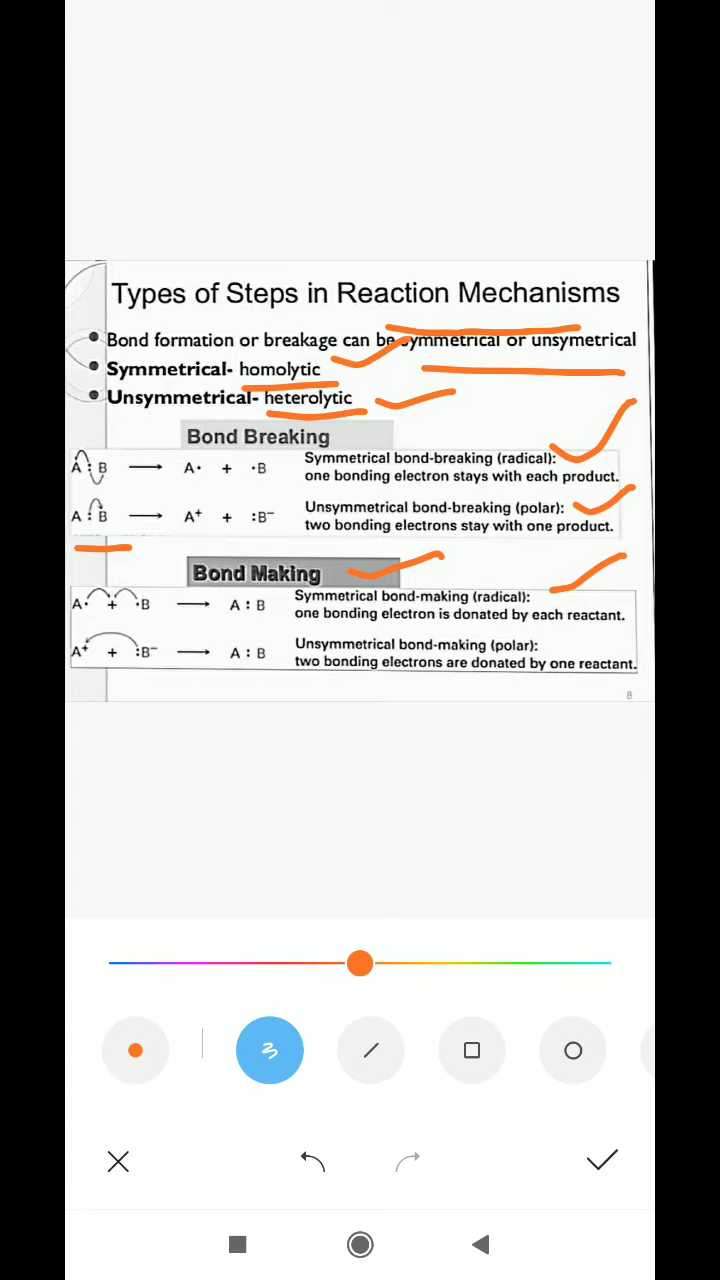 Types of Steps in Reaction Mechanisms
Bond formation or breakage can be symmetrical or unsymetrical
Symmetrical- homolytic
Unsymmetrical- heterolytic
Bond Breaking
A : B ⟶ A· + ·B Symmetrical bond-breaking (radical):
one bonding electron stays with each product.
A : B ⟶ A⁺ + :B⁻ Unsymmetrical bond-breaking (polar):
two bonding electrons stay with one product.
Bond Making
A· + ·B ⟶ A : B Symmetrical bond-making (radical):
one bonding electron is donated by each reactant.
A⁺ + :B⁻ ⟶ A : B Unsymmetrical bond-making (polar):
two bonding electrons are donated by one reactant.
8